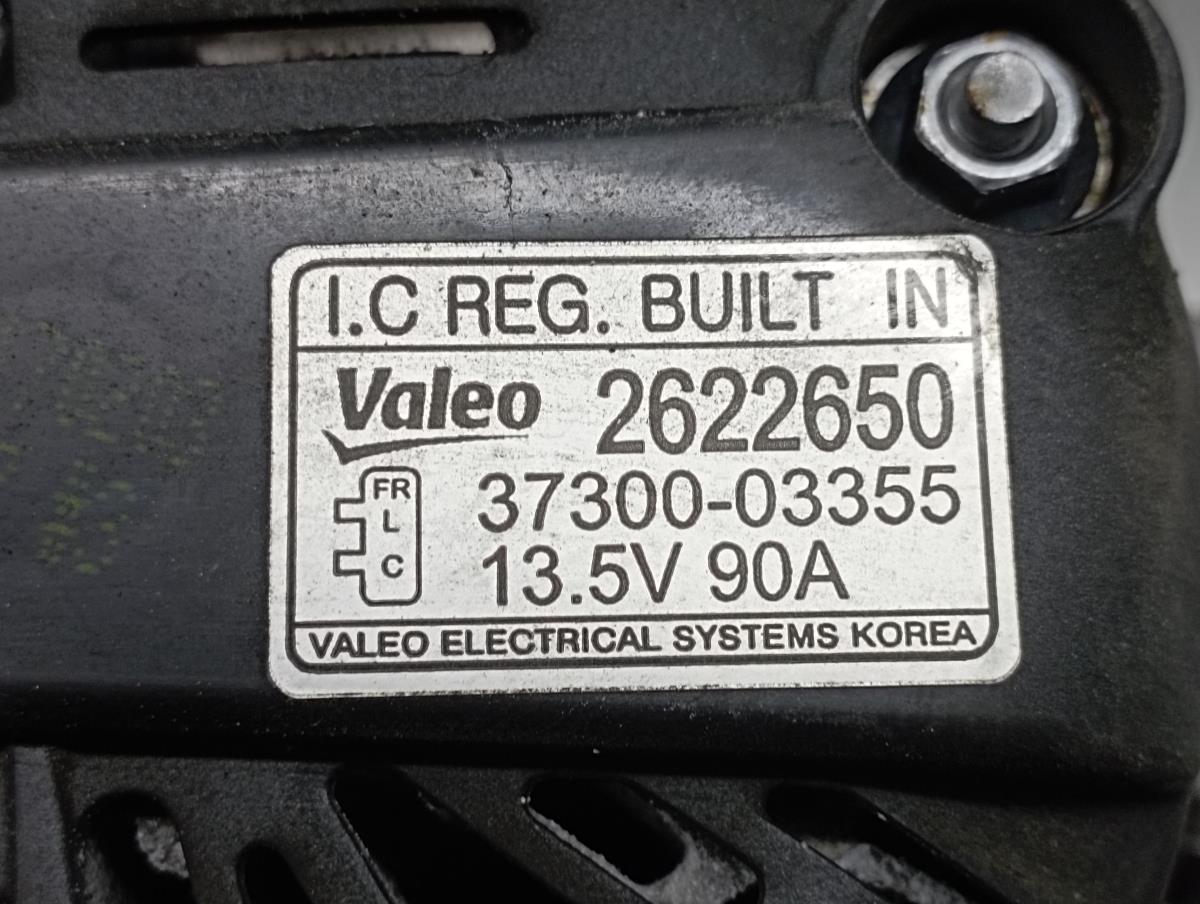 I.C REG. BUILT IN
Valeo 2622650
FR
L
C
37300-03355
13.5V 90A
VALEO ELECTRICAL SYSTEMS KOREA